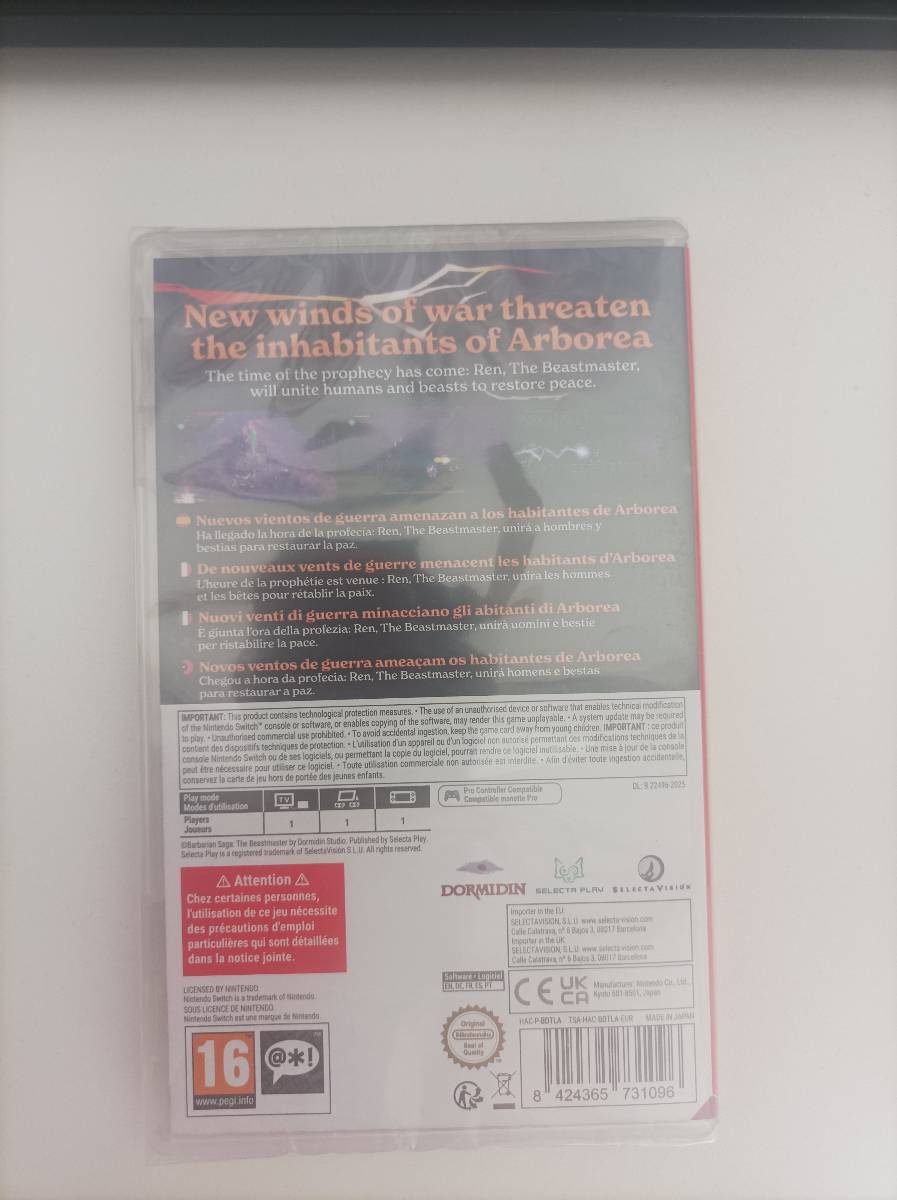 New winds of war threaten
the inhabitants of Arborea
The time of the prophecy has come: Ren, The Beastmaster,
will unite humans and beasts to restore peace.
Nuevos vientos de guerra amenazan a los habitantes de Arborea
Ha llegado la hora de la profecía: Ren, The Beastmaster, unirá a hombres y
bestias para restaurar la paz.
De nouveaux vents de guerre menacent les habitants d'Arborea
L'heure de la prophétie est venue : Ren, The Beastmaster, unira les hommes
et les bêtes pour rétablir la paix.
Nuovi venti di guerra minacciano gli abitanti di Arborea
È giunta l'ora della profezia: Ren, The Beastmaster, unirà uomini e bestie
per ristabilire la pace.
Novos ventos de guerra ameaçam os habitantes de Arborea
Chegou a hora da profecia: Ren, The Beastmaster, unirá homens e bestas
para restaurar a paz.
IMPORTANT: This product contains technological protection measures. • The use of an unauthorised device or software that enables technical modification
of the Nintendo Switch™ console or software, or enables copying of the software, may render this game unplayable. • A system update may be required
to play. • Unauthorised commercial use prohibited. • To avoid accidental ingestion, keep the game card away from young children. IMPORTANT : ce produit
contient des dispositifs techniques de protection. • L'utilisation d'un appareil ou d'un logiciel non autorisé permettant des modifications techniques de la
console Nintendo Switch ou de ses logiciels, ou permettant la copie du logiciel, pourrait rendre ce logiciel inutilisable. • Une mise à jour de la console
peut être nécessaire pour utiliser ce logiciel. • Toute utilisation commerciale non autorisée est interdite. • Afin d'éviter toute ingestion accidentelle,
conservez la carte de jeu hors de portée des jeunes enfants.
DL: B 22496-2025
Play mode
Modes d'utilisation
TV
Players
Joueurs
1 1 1
Pro Controller Compatible
Compatible manette Pro
©Barbarian Saga: The Beastmaster by Dormidin Studio. Published by Selecta Play.
Selecta Play is a registered trademark of SelectaVisión S.L.U. All rights reserved.
Attention
Chez certaines personnes,
l'utilisation de ce jeu nécessite
des précautions d'emploi
particulières qui sont détaillées
dans la notice jointe.
DORMIDIN
SELECTA PLAY
SELECTAVISIÓN
Importer in the EU:
SELECTAVISION, S.L.U. www.selecta-vision.com
Calle Calatrava, nº 6 Bajos 3, 08017 Barcelona
Importer in the UK:
SELECTAVISION, S.L.U. www.selecta-vision.com
Calle Calatrava, nº 6 Bajos 3, 08017 Barcelona
Software • Logiciel
EN, DE, FR, ES, PT
CE
UK
CA
Manufacturer: Nintendo Co., Ltd.,
Kyoto 601-8501, Japan
LICENSED BY NINTENDO.
Nintendo Switch is a trademark of Nintendo.
SOUS LICENCE DE NINTENDO.
Nintendo Switch est une marque de Nintendo.
HAC-P-BDTLA TSA-HAC-BDTLA-EUR MADE IN JAPAN
Original
Nintendo
Seal of
Quality
16
www.pegi.info
@*!
8 424365 731096